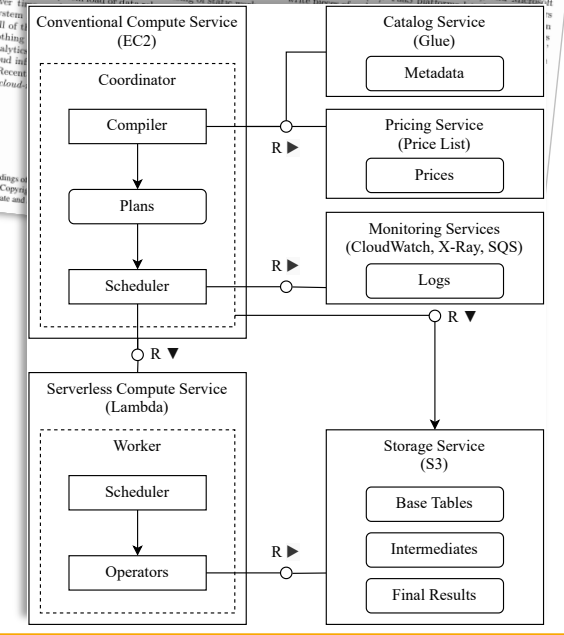 Conventional Compute Service
(EC2)
Coordinator
Compiler
Plans
Scheduler
R ▶
Catalog Service
(Glue)
Metadata
Pricing Service
(Price List)
Prices
R ▶
Monitoring Services
(CloudWatch, X-Ray, SQS)
Logs
R ▼
R ▼
Serverless Compute Service
(Lambda)
Worker
Scheduler
Operators
R ▶
Storage Service
(S3)
Base Tables
Intermediates
Final Results